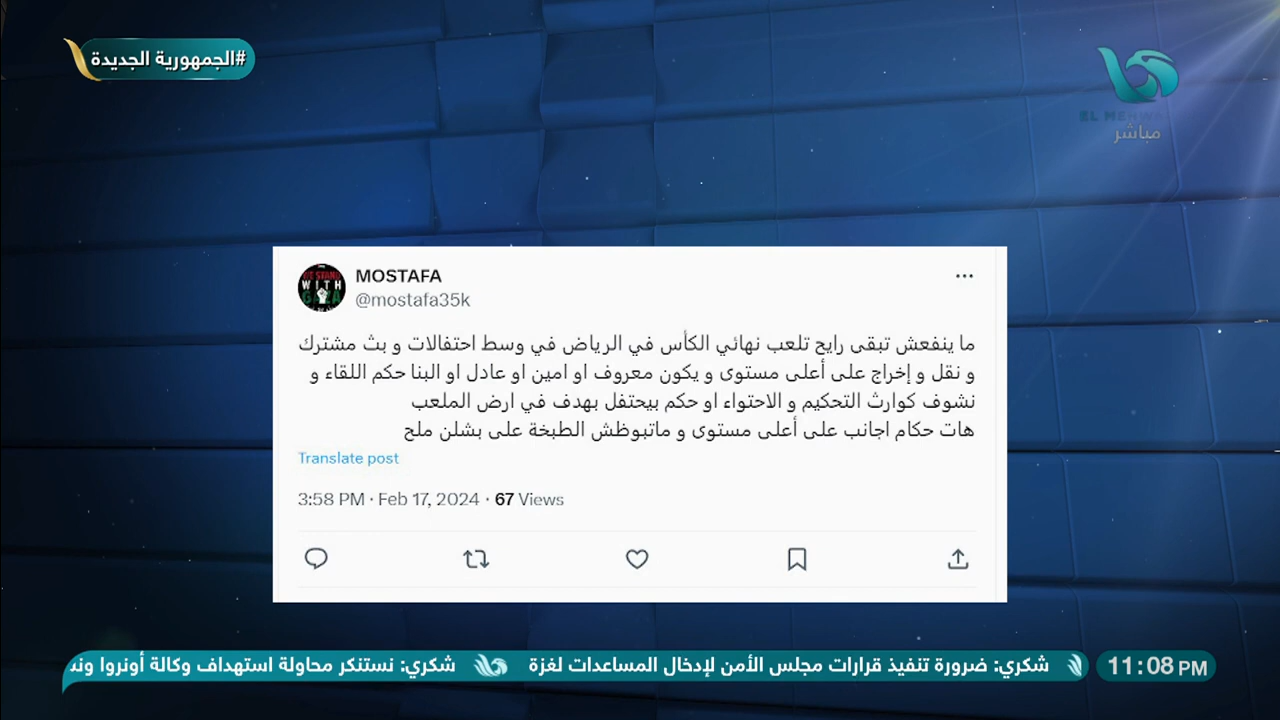 #الجمهورية الجديدة
EL MEHWAR
مباشر
WE STAND
WITH
GAZA
MOSTAFA
@mostafa35k
ما ينفعش تبقى رايح تلعب نهائي الكأس في الرياض في وسط احتفالات و بث مشترك
و نقل و إخراج على أعلى مستوى و يكون معروف او امين او عادل او البنا حكم اللقاء و
نشوف كوارث التحكيم و الاحتواء او حكم بيحتفل بهدف في ارض الملعب
هات حكام اجانب على أعلى مستوى و ماتبوظش الطبخة على بشلن ملح
Translate post
3:58 PM · Feb 17, 2024 · 67 Views
شكري: ضرورة تنفيذ قرارات مجلس الأمن لإدخال المساعدات لغزة
شكري: نستنكر محاولة استهداف وكالة أونروا
11:08 PM